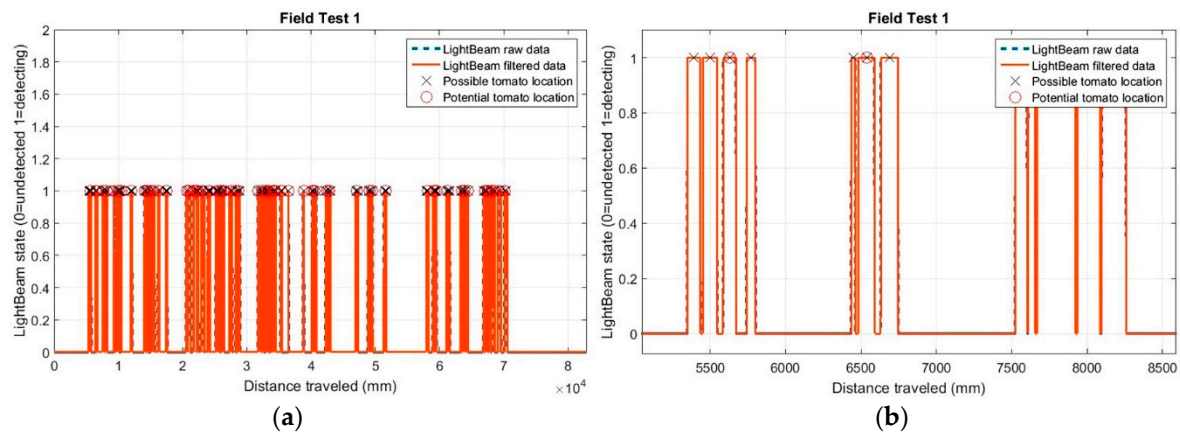 Field Test 1
LightBeam state (0=undetected 1=detecting)
2
1.8
1.6
1.4
1.2
1
0.8
0.6
0.4
0.2
0
LightBeam raw data
LightBeam filtered data
Possible tomato location
Potential tomato location
0 1 2 3 4 5 6 7 8
×10⁴
Distance traveled (mm)
(a)
Field Test 1
LightBeam state (0=undetected 1=detecting)
1
0.8
0.6
0.4
0.2
0
LightBeam raw data
LightBeam filtered data
Possible tomato location
Potential tomato location
5500 6000 6500 7000 7500 8000 8500
Distance traveled (mm)
(b)